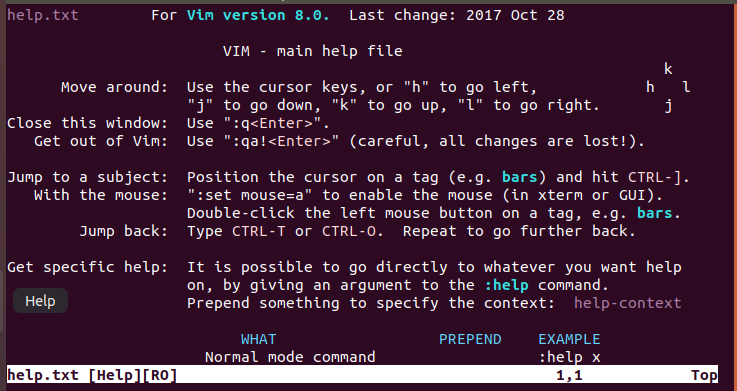 help.txt For Vim version 8.0. Last change: 2017 Oct 28
VIM - main help file
k
Move around: Use the cursor keys, or "h" to go left, h l
"j" to go down, "k" to go up, "l" to go right. j
Close this window: Use ":q<Enter>".
Get out of Vim: Use ":qa!<Enter>" (careful, all changes are lost!).
Jump to a subject: Position the cursor on a tag (e.g. bars) and hit CTRL-].
With the mouse: ":set mouse=a" to enable the mouse (in xterm or GUI).
Double-click the left mouse button on a tag, e.g. bars.
Jump back: Type CTRL-T or CTRL-O. Repeat to go further back.
Get specific help: It is possible to go directly to whatever you want help
on, by giving an argument to the :help command.
Help
Prepend something to specify the context: help-context
WHAT PREPEND EXAMPLE
Normal mode command :help x
help.txt [Help][RO] 1,1 Top